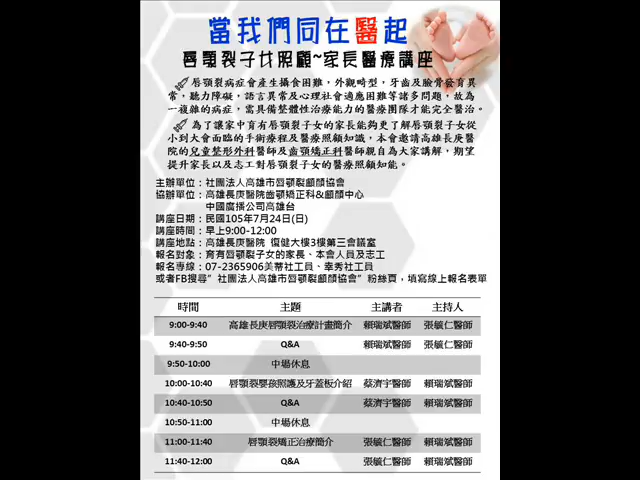 當我們同在醫起
唇顎裂子女照顧~家長醫療講座
唇顎裂病症會產生攝食困難，外觀畸型，牙齒及臉骨發育異
常，聽力障礙，語言異常及心理社會適應困難等諸多問題，故為
一複雜的病症，需具備整體性治療能力的醫療團隊才能完全醫治。
為了讓家中育有唇顎裂子女的家長能夠更了解唇顎裂子女從
小到大會面臨的手術療程及醫療照顧知識，本會邀請高雄長庚醫
院的兒童整形外科醫師及齒顎矯正科醫師親自為大家講解，期望
提升家長以及志工對唇顎裂子女的醫療照顧知能。
主辦單位：社團法人高雄市唇顎裂顱顏協會
協辦單位：高雄長庚醫院齒顎矯正科&顱顏中心
中國廣播公司高雄台
講座日期：民國105年7月24日(日)
講座時間：早上9:00-12:00
講座地點：高雄長庚醫院 復健大樓3樓第三會議室
報名對象：育有唇顎裂子女的家長、本會人員及志工
報名專線：07-2365906美蒂社工員、幸秀社工員
或者FB搜尋"社團法人高雄市唇顎裂顱顏協會"粉絲頁，填寫線上報名表單
時間 主題 主講者 主持人
9:00-9:40 高雄長庚唇顎裂治療計畫簡介 賴瑞斌醫師 張毓仁醫師
9:40-9:50 Q&A 賴瑞斌醫師 張毓仁醫師
9:50-10:00 中場休息
10:00-10:40 唇顎裂嬰孩照護及牙蓋板介紹 蔡濟宇醫師 賴瑞斌醫師
10:40-10:50 Q&A 蔡濟宇醫師 賴瑞斌醫師
10:50-11:00 中場休息
11:00-11:40 唇顎裂矯正治療簡介 張毓仁醫師 賴瑞斌醫師
11:40-12:00 Q&A 張毓仁醫師 賴瑞斌醫師